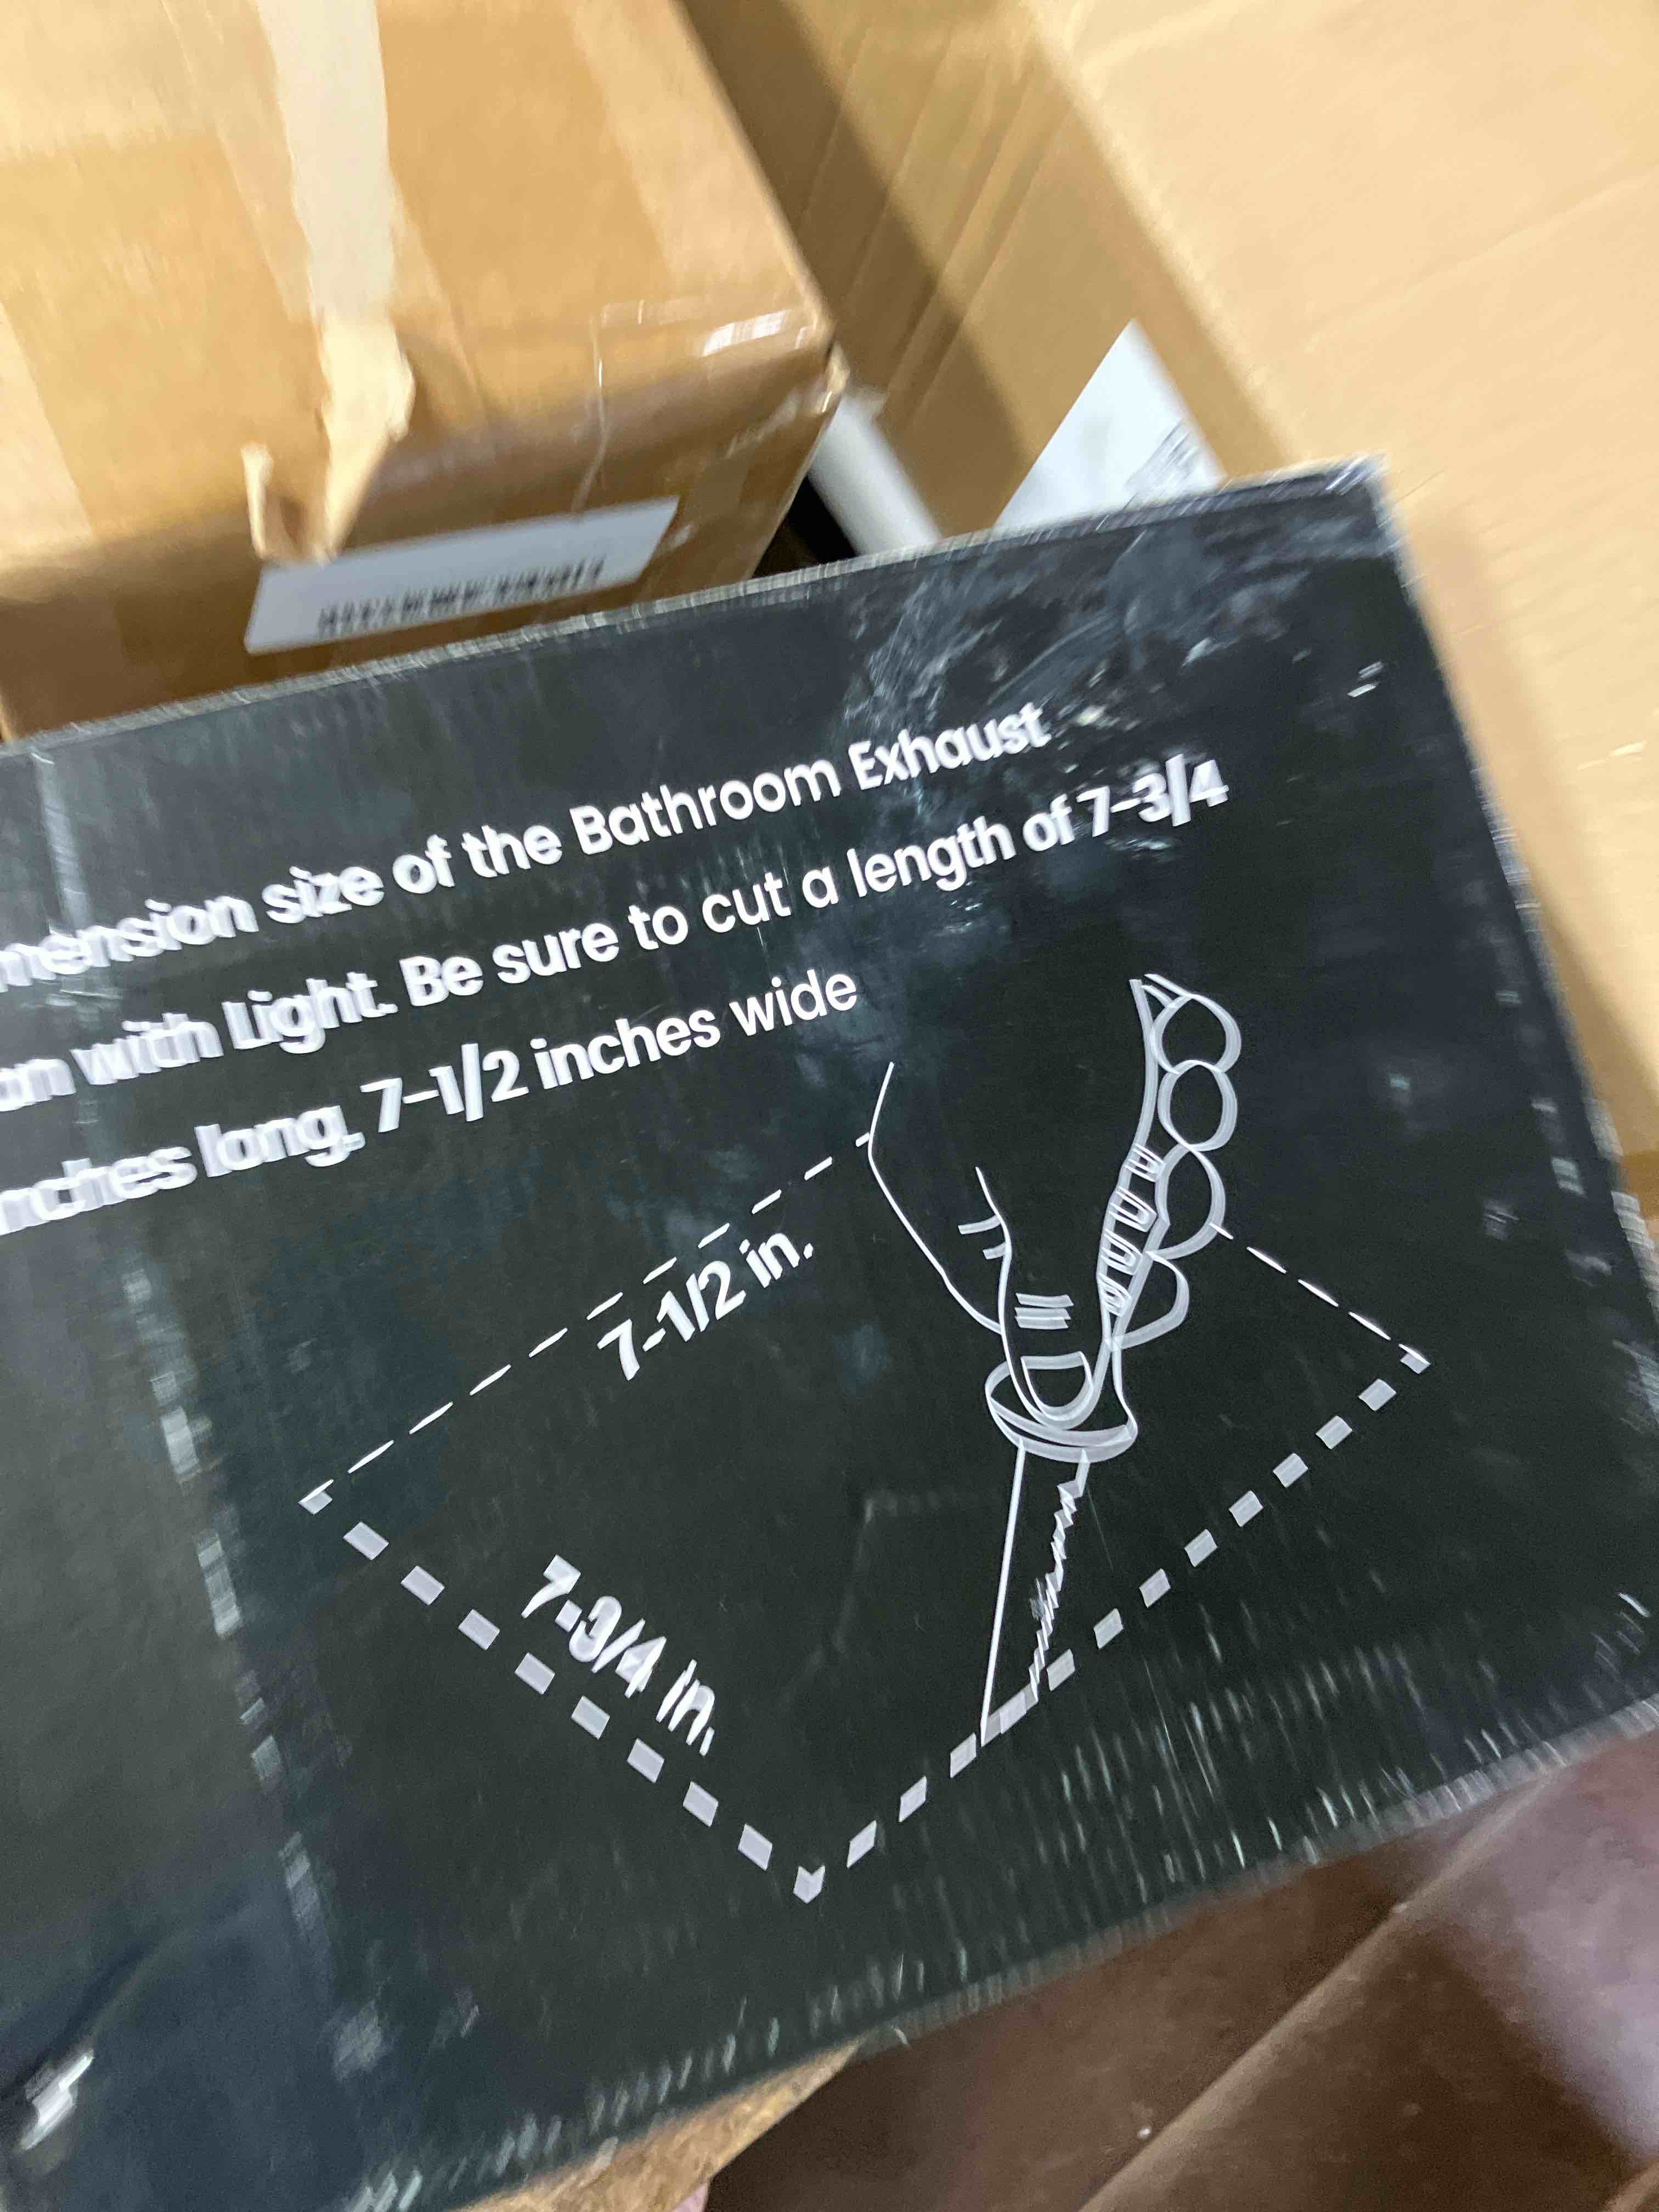 mension size of the Bathroom Exhaust
an with Light. Be sure to cut a length of 7-3/4
nches long, 7-1/2 inches wide
7-1/2 in.
7-3/4 in.